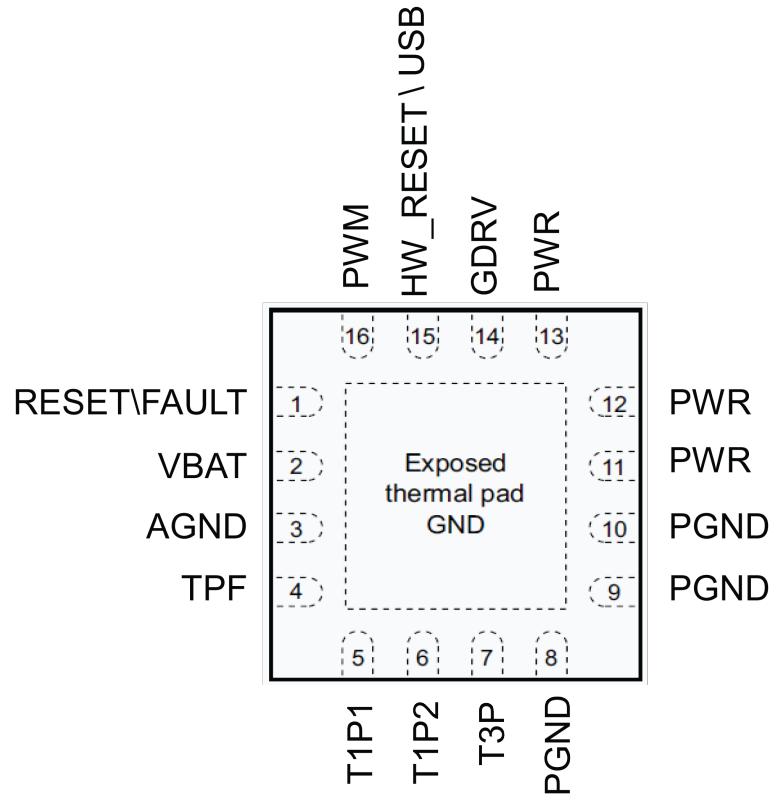 HW_RESET \ USB
PWM
GDRV
PWR
16
15
14
13
RESET\FAULT
1
12
PWR
VBAT
2
Exposed
thermal pad
GND
11
PWR
AGND
3
10
PGND
TPF
4
9
PGND
5
6
7
8
T1P1
T1P2
T3P
PGND